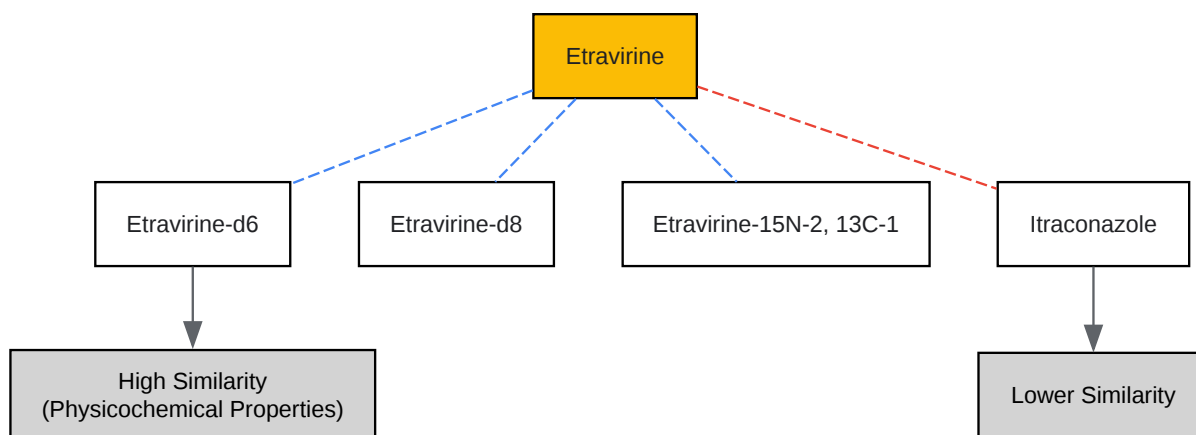 Etravirine
Etravirine-d6
Etravirine-d8
Etravirine-15N-2, 13C-1
Itraconazole
High Similarity
(Physicochemical Properties)
Lower Similarity